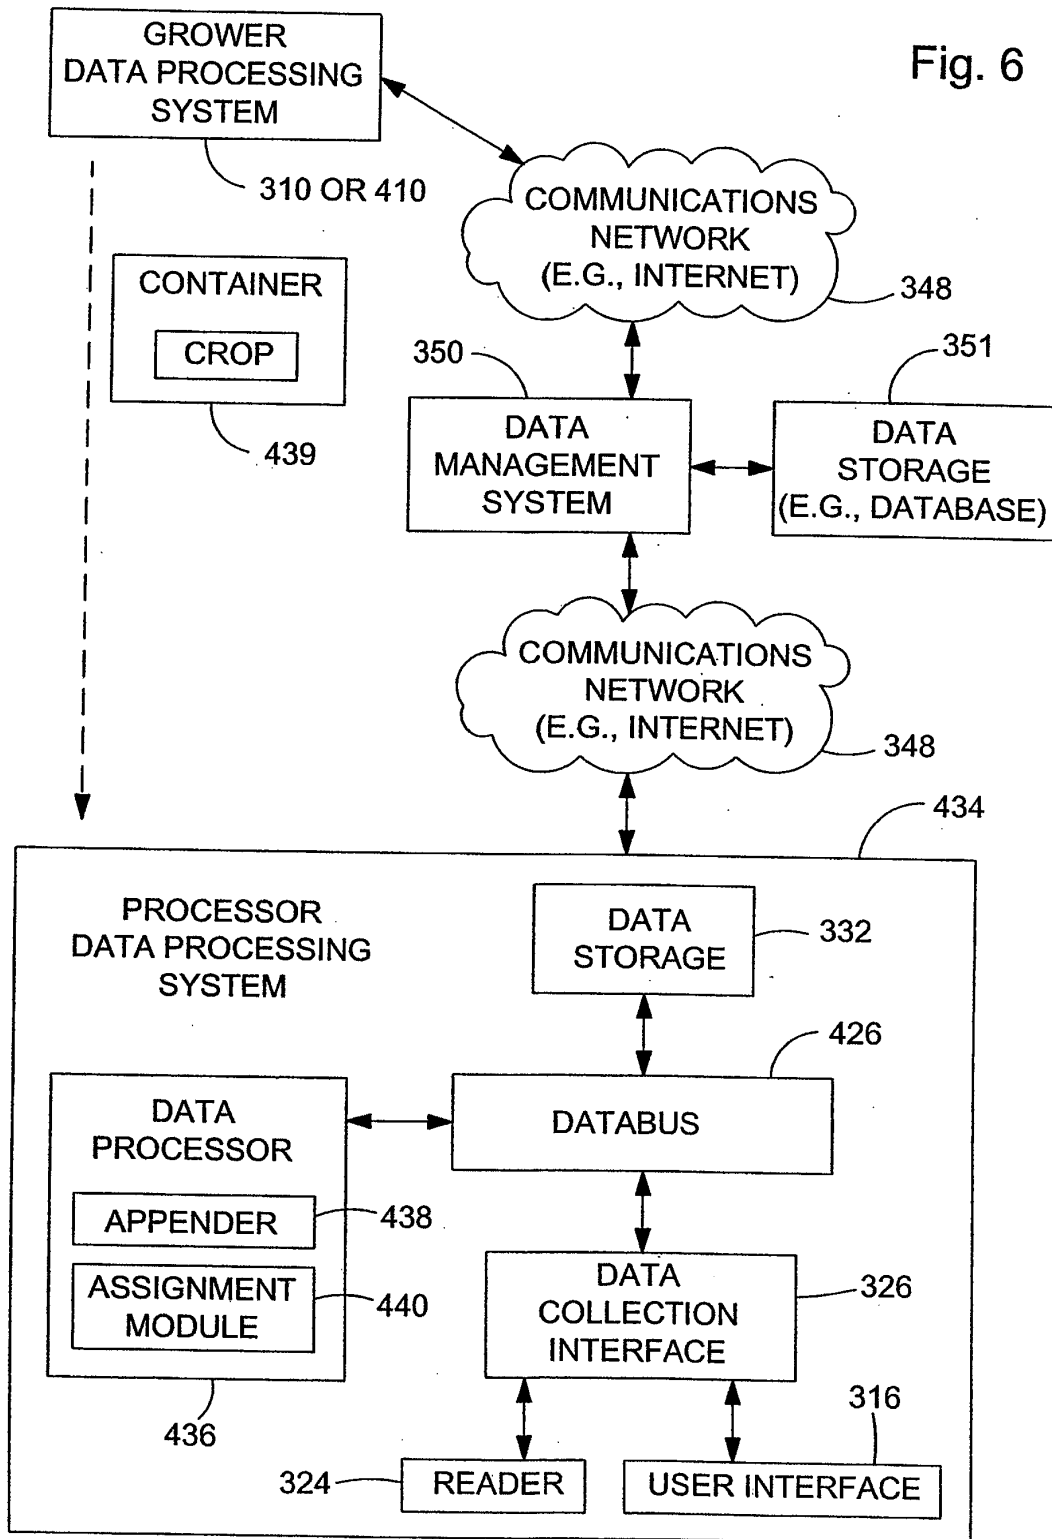 Fig. 6
GROWER
DATA PROCESSING
SYSTEM
310 OR 410
COMMUNICATIONS
NETWORK
(E.G., INTERNET)
348
CONTAINER
CROP
439
350
351
DATA
MANAGEMENT
SYSTEM
DATA
STORAGE
(E.G., DATABASE)
COMMUNICATIONS
NETWORK
(E.G., INTERNET)
348
434
PROCESSOR
DATA PROCESSING
SYSTEM
DATA
STORAGE
332
426
DATABUS
DATA
PROCESSOR
APPENDER
438
ASSIGNMENT
MODULE
440
436
DATA
COLLECTION
INTERFACE
326
316
324
READER
USER INTERFACE